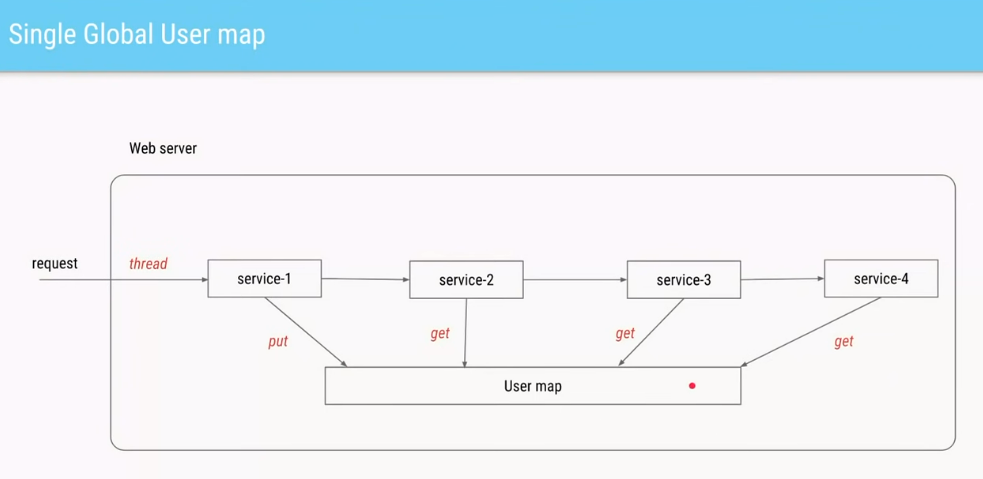 Single Global User map
Web server
request
thread
service-1
service-2
service-3
service-4
put
get
get
get
User map